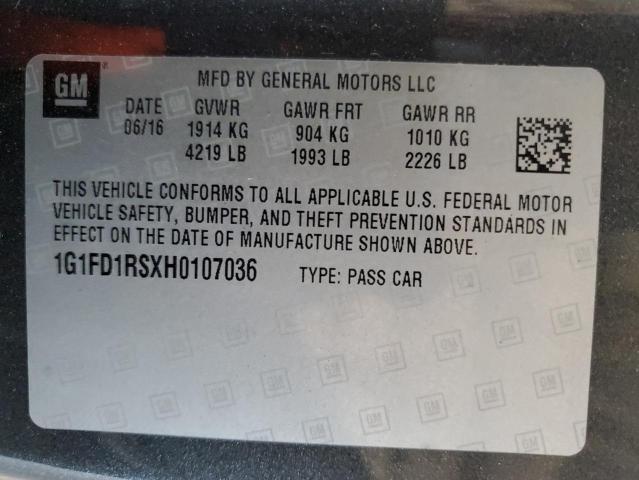 GM
MFD BY GENERAL MOTORS LLC
DATE GVWR GAWR FRT GAWR RR
06/16 1914 KG 904 KG 1010 KG
4219 LB 1993 LB 2226 LB
THIS VEHICLE CONFORMS TO ALL APPLICABLE U.S. FEDERAL MOTOR
VEHICLE SAFETY, BUMPER, AND THEFT PREVENTION STANDARDS IN
EFFECT ON THE DATE OF MANUFACTURE SHOWN ABOVE.
1G1FD1RSXH0107036 TYPE: PASS CAR